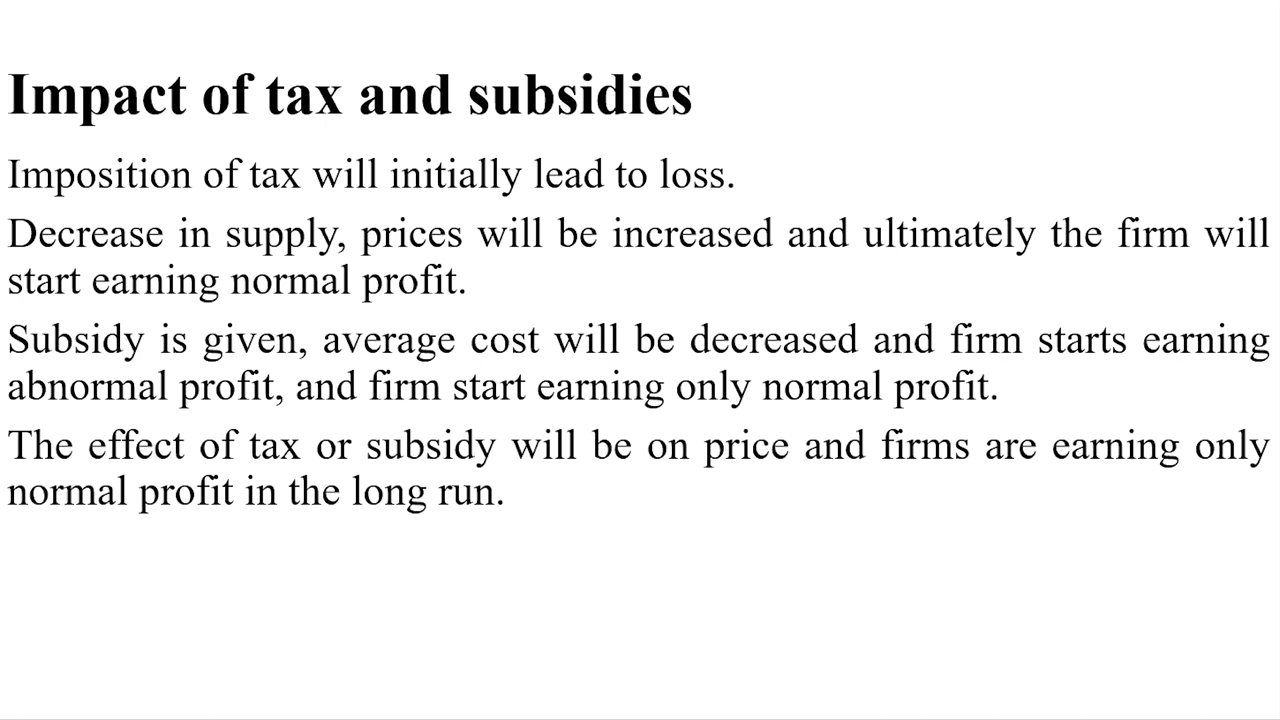 Impact of tax and subsidies
Imposition of tax will initially lead to loss.
Decrease in supply, prices will be increased and ultimately the firm will
start earning normal profit.
Subsidy is given, average cost will be decreased and firm starts earning
abnormal profit, and firm start earning only normal profit.
The effect of tax or subsidy will be on price and firms are earning only
normal profit in the long run.